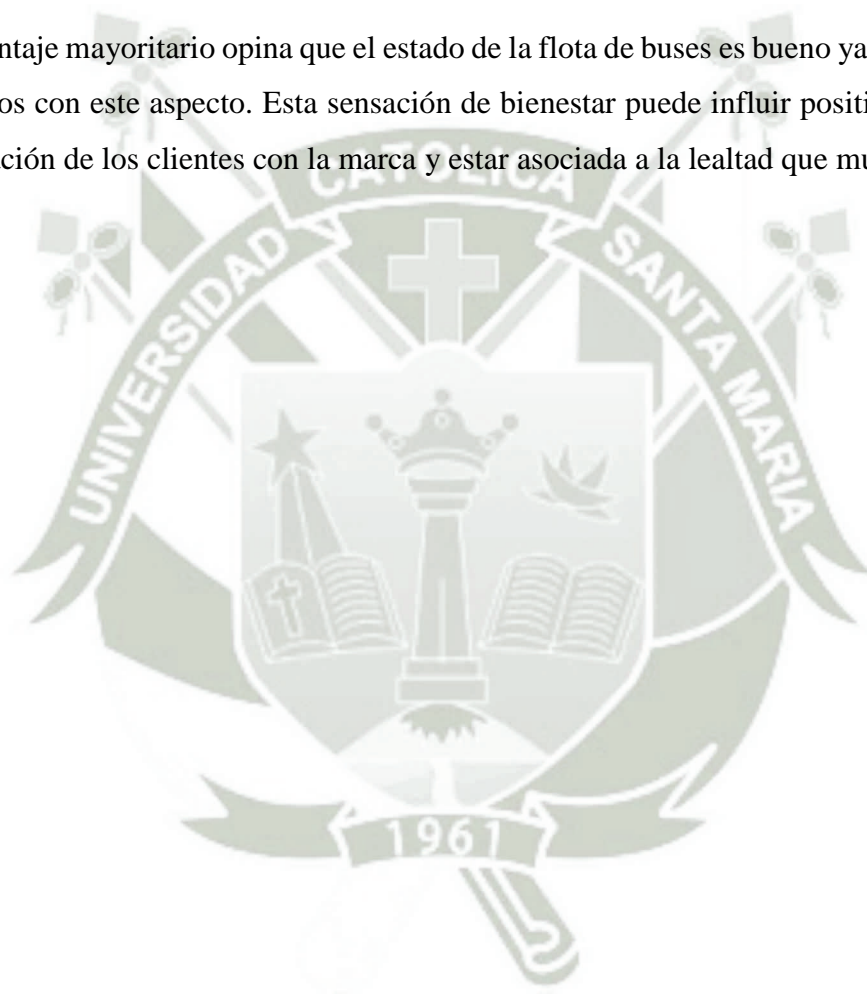 ntaje mayoritario opina que el estado de la flota de buses es bueno ya
os con este aspecto. Esta sensación de bienestar puede influir positi
ación de los clientes con la marca y estar asociada a la lealtad que mu
CATOLICA
UNIVERSIDAD
SANTA MARIA
1961